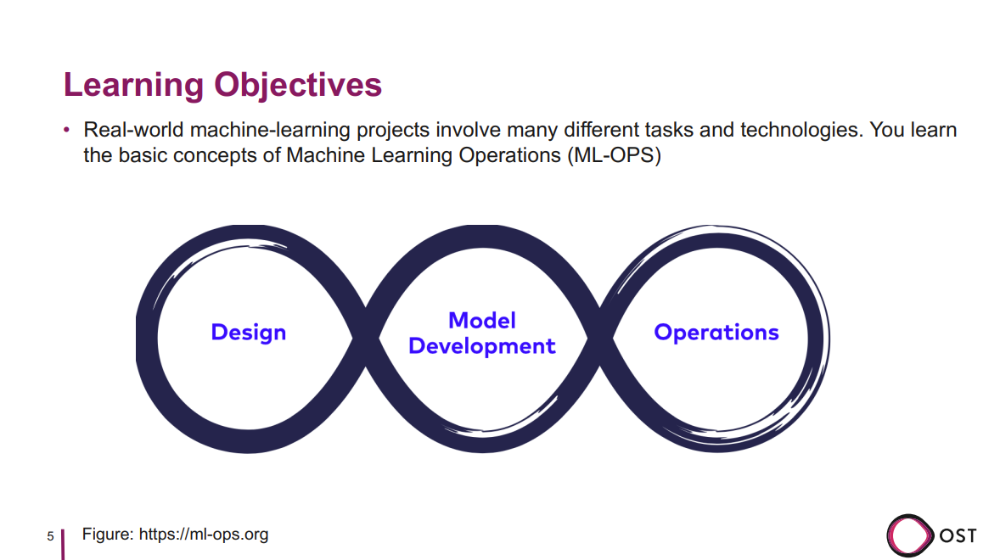 Learning Objectives
• Real-world machine-learning projects involve many different tasks and technologies. You learn
the basic concepts of Machine Learning Operations (ML-OPS)
Design
Model
Development
Operations
5
Figure: https://ml-ops.org
OST